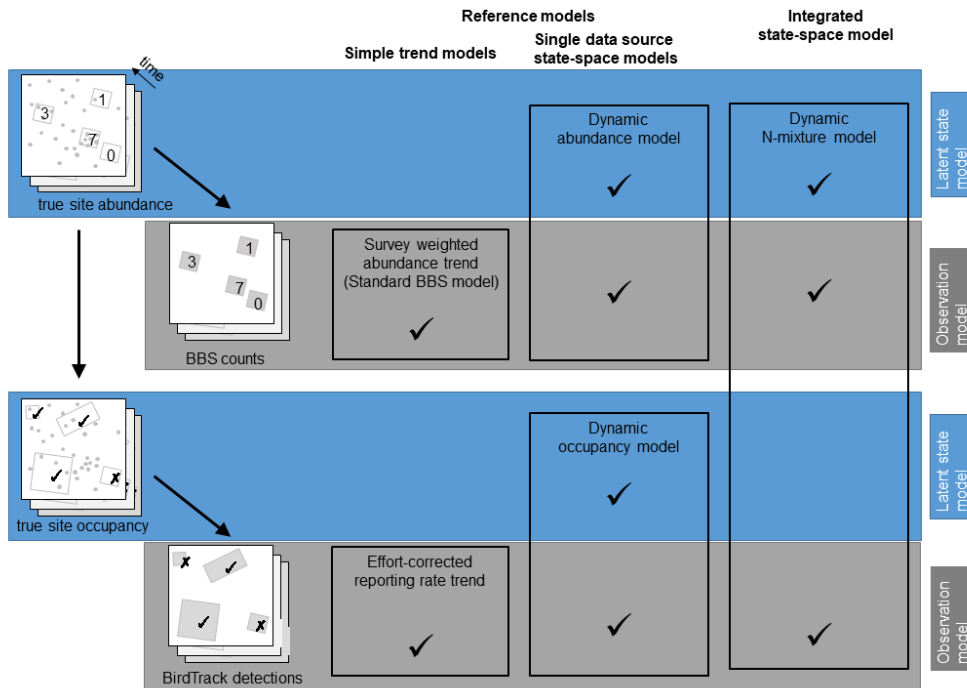 Reference models
Integrated
state-space model
Simple trend models
Single data source
state-space models
time
3
1
7
0
true site abundance
Dynamic
abundance model
✓
Dynamic
N-mixture model
✓
Latent state
model
3
1
7
0
BBS counts
Survey weighted
abundance trend
(Standard BBS model)
✓
✓
✓
Observation
model
✓
✓
✓
✗
true site occupancy
Dynamic
occupancy model
✓
Latent state
model
✗
✓
✓
✗
BirdTrack detections
Effort-corrected
reporting rate trend
✓
✓
✓
Observation
model